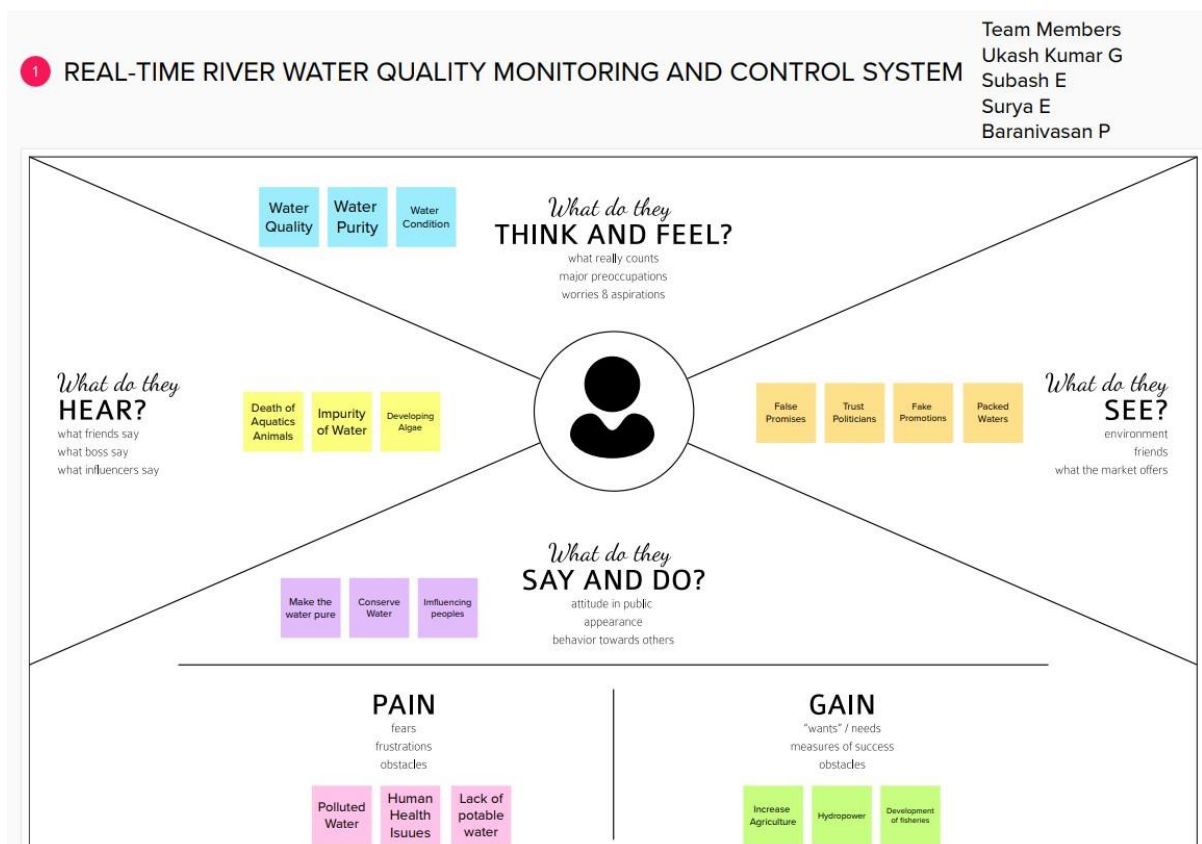 1
REAL-TIME RIVER WATER QUALITY MONITORING AND CONTROL SYSTEM
Team Members
Ukash Kumar G
Subash E
Surya E
Baranivasan P
Water
Quality
Water
Purity
Water
Condition
What do they
THINK AND FEEL?
what really counts
major preoccupations
worries & aspirations
What do they
HEAR?
what friends say
what boss say
what influencers say
Death of
Aquatics
Animals
Impurity
of Water
Developing
Algae
False
Promises
Trust
Politicians
Fake
Promotions
Packed
Waters
What do they
SEE?
environment
friends
what the market offers
What do they
SAY AND DO?
attitude in public
appearance
behavior towards others
Make the
water pure
Conserve
Water
Imfluencing
peoples
PAIN
fears
frustrations
obstacles
Polluted
Water
Human
Health
Isuues
Lack of
potable
water
GAIN
"wants" / needs
measures of success
obstacles
Increase
Agriculture
Hydropower
Development
of fisheries